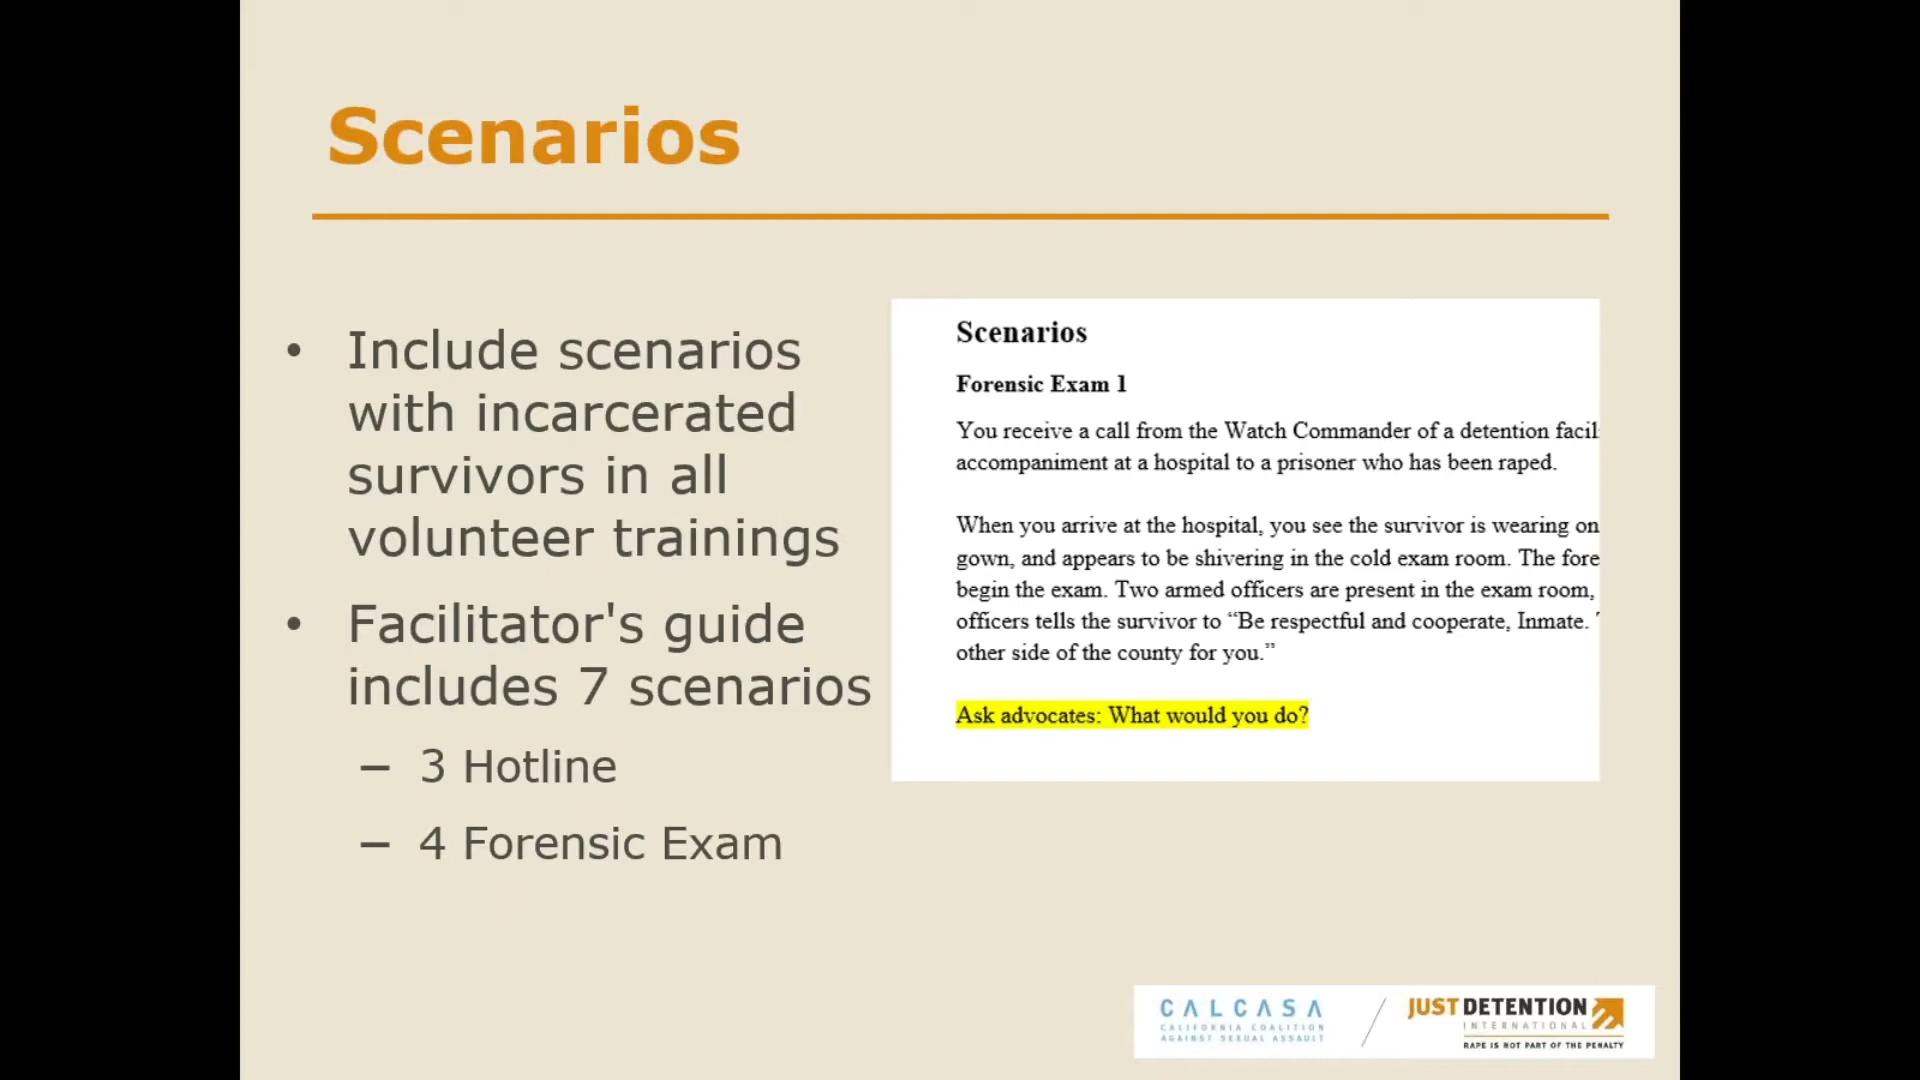 Scenarios
• Include scenarios
with incarcerated
survivors in all
volunteer trainings
• Facilitator's guide
includes 7 scenarios
– 3 Hotline
– 4 Forensic Exam
Scenarios
Forensic Exam 1
You receive a call from the Watch Commander of a detention facil
accompaniment at a hospital to a prisoner who has been raped.
When you arrive at the hospital, you see the survivor is wearing on
gown, and appears to be shivering in the cold exam room. The fore
begin the exam. Two armed officers are present in the exam room,
officers tells the survivor to “Be respectful and cooperate, Inmate.
other side of the county for you.”
Ask advocates: What would you do?
CALCASA
CALIFORNIA COALITION
AGAINST SEXUAL ASSAULT
JUST DETENTION
INTERNATIONAL
RAPE IS NOT PART OF THE PENALTY